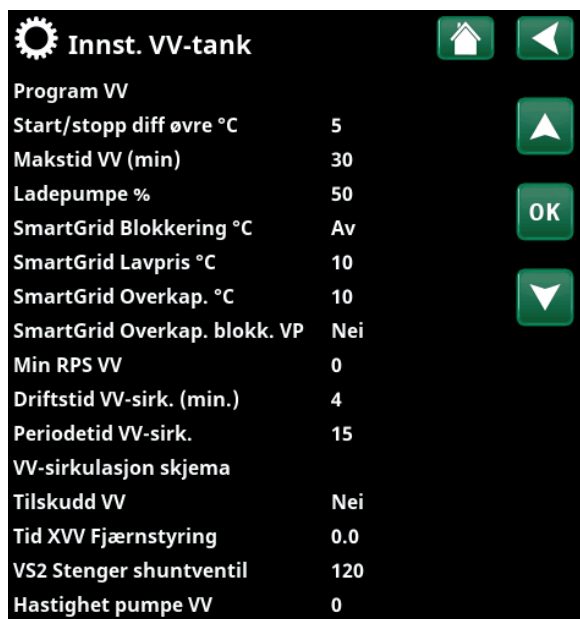 Innst. VV-tank
Program VV
Start/stopp diff øvre °C 5
Makstid VV (min) 30
Ladepumpe % 50
SmartGrid Blokkering °C Av
SmartGrid Lavpris °C 10
SmartGrid Overkap. °C 10
SmartGrid Overkap. blokk. VP Nei
Min RPS VV 0
Driftstid VV-sirk. (min.) 4
Periodetid VV-sirk. 15
VV-sirkulasjon skjema
Tilskudd VV Nei
Tid XVV Fjærnstyring 0.0
VS2 Stenger shuntventil 120
Hastighet pumpe VV 0
OK